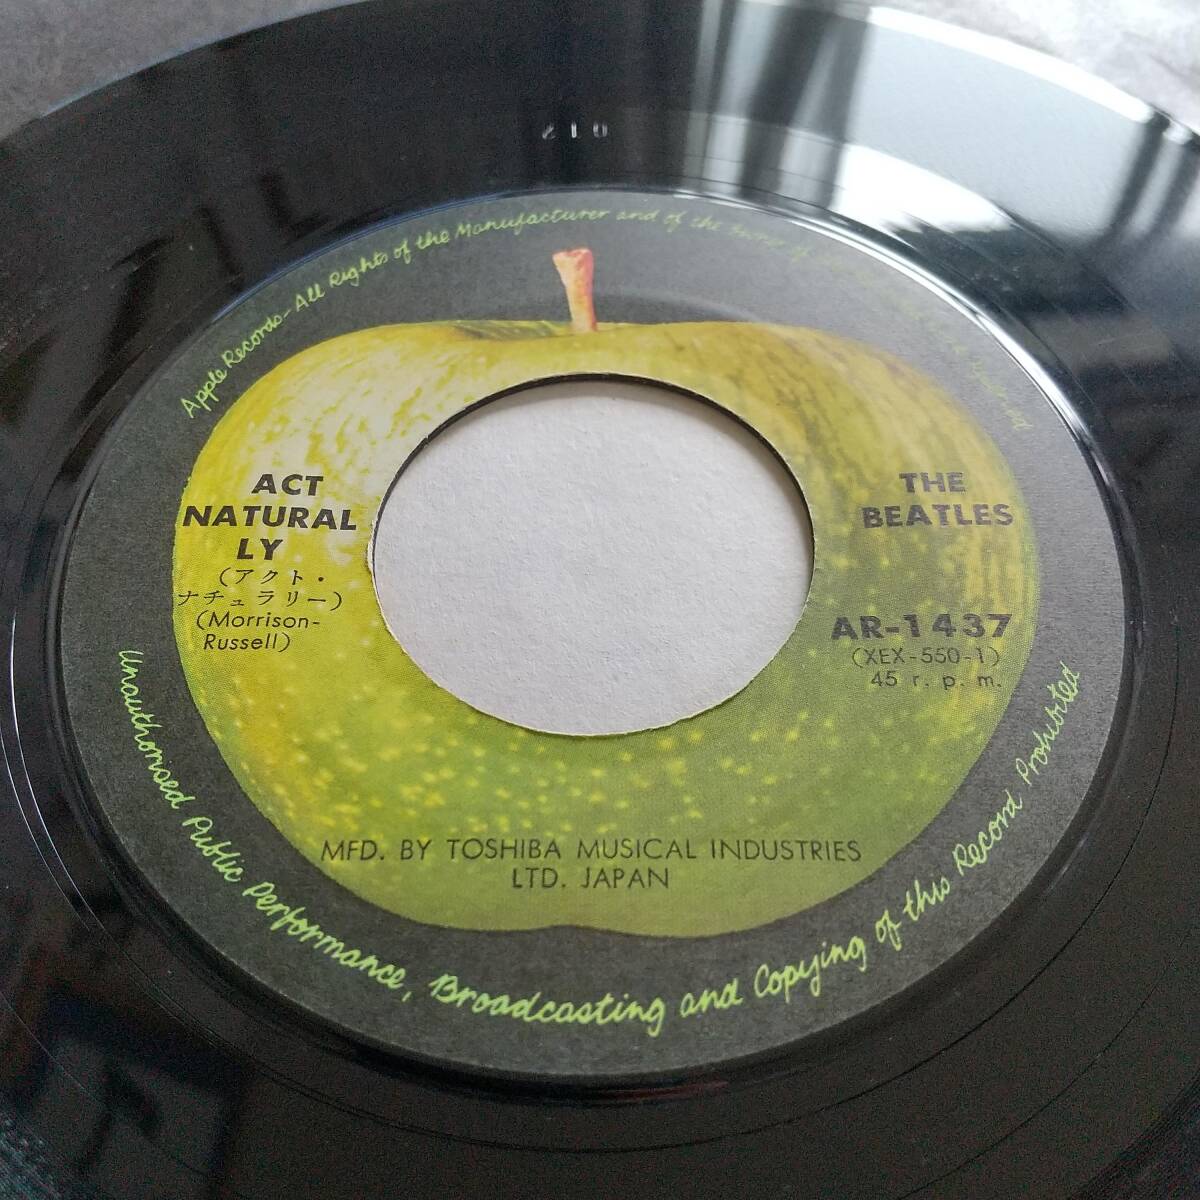 210
Apple Records-All Rights of the Manufacturer and of the Owner of
ACT
NATURAL
LY
(アクト・
ナチュラリー)
(Morrison-
Russell)
THE
BEATLES
AR-1437
(XEX-550-1)
45 r. p. m.
MFD. BY TOSHIBA MUSICAL INDUSTRIES
LTD. JAPAN
Unauthorised Public Performance, Broadcasting and Copying of this Record Prohibited